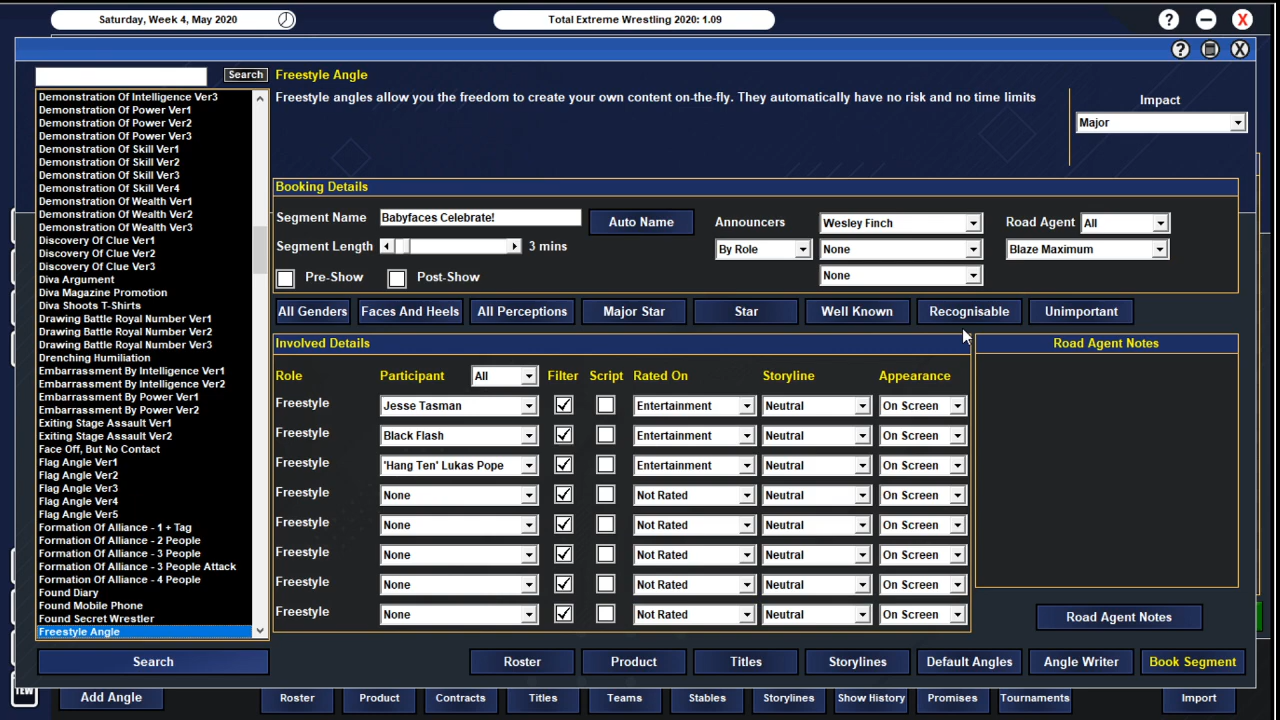 Saturday, Week 4, May 2020
Total Extreme Wrestling 2020: 1.09
?
X
? X
Search
Freestyle Angle
Demonstration Of Intelligence Ver3
Demonstration Of Power Ver1
Demonstration Of Power Ver2
Demonstration Of Power Ver3
Demonstration Of Skill Ver1
Demonstration Of Skill Ver2
Demonstration Of Skill Ver3
Demonstration Of Skill Ver4
Demonstration Of Wealth Ver1
Demonstration Of Wealth Ver2
Demonstration Of Wealth Ver3
Discovery Of Clue Ver1
Discovery Of Clue Ver2
Discovery Of Clue Ver3
Diva Argument
Diva Magazine Promotion
Diva Shoots T-Shirts
Drawing Battle Royal Number Ver1
Drawing Battle Royal Number Ver2
Drawing Battle Royal Number Ver3
Drenching Humiliation
Embarrassment By Intelligence Ver1
Embarrassment By Intelligence Ver2
Embarrassment By Power Ver1
Embarrassment By Power Ver2
Exiting Stage Assault Ver1
Exiting Stage Assault Ver2
Face Off, But No Contact
Flag Angle Ver1
Flag Angle Ver2
Flag Angle Ver3
Flag Angle Ver4
Flag Angle Ver5
Formation Of Alliance - 1 + Tag
Formation Of Alliance - 2 People
Formation Of Alliance - 3 People
Formation Of Alliance - 3 People Attack
Formation Of Alliance - 4 People
Found Diary
Found Mobile Phone
Found Secret Wrestler
Freestyle Angle
Search
Freestyle angles allow you the freedom to create your own content on-the-fly. They automatically have no risk and no time limits
Impact
Major
Booking Details
Segment Name Babyfaces Celebrate! Auto Name Announcers Wesley Finch Road Agent All
Segment Length 3 mins By Role None Blaze Maximum
Pre-Show Post-Show None
All Genders Faces And Heels All Perceptions Major Star Star Well Known Recognisable Unimportant
Involved Details
Road Agent Notes
Role Participant All Filter Script Rated On Storyline Appearance
Freestyle Jesse Tasman Entertainment Neutral On Screen
Freestyle Black Flash Entertainment Neutral On Screen
Freestyle 'Hang Ten' Lukas Pope Entertainment Neutral On Screen
Freestyle None Not Rated Neutral On Screen
Freestyle None Not Rated Neutral On Screen
Freestyle None Not Rated Neutral On Screen
Freestyle None Not Rated Neutral On Screen
Freestyle None Not Rated Neutral On Screen
Road Agent Notes
Roster Product Titles Storylines Default Angles Angle Writer Book Segment
TEW
Add Angle Roster Product Contracts Titles Teams Stables Storylines Show History Promises Tournaments Import